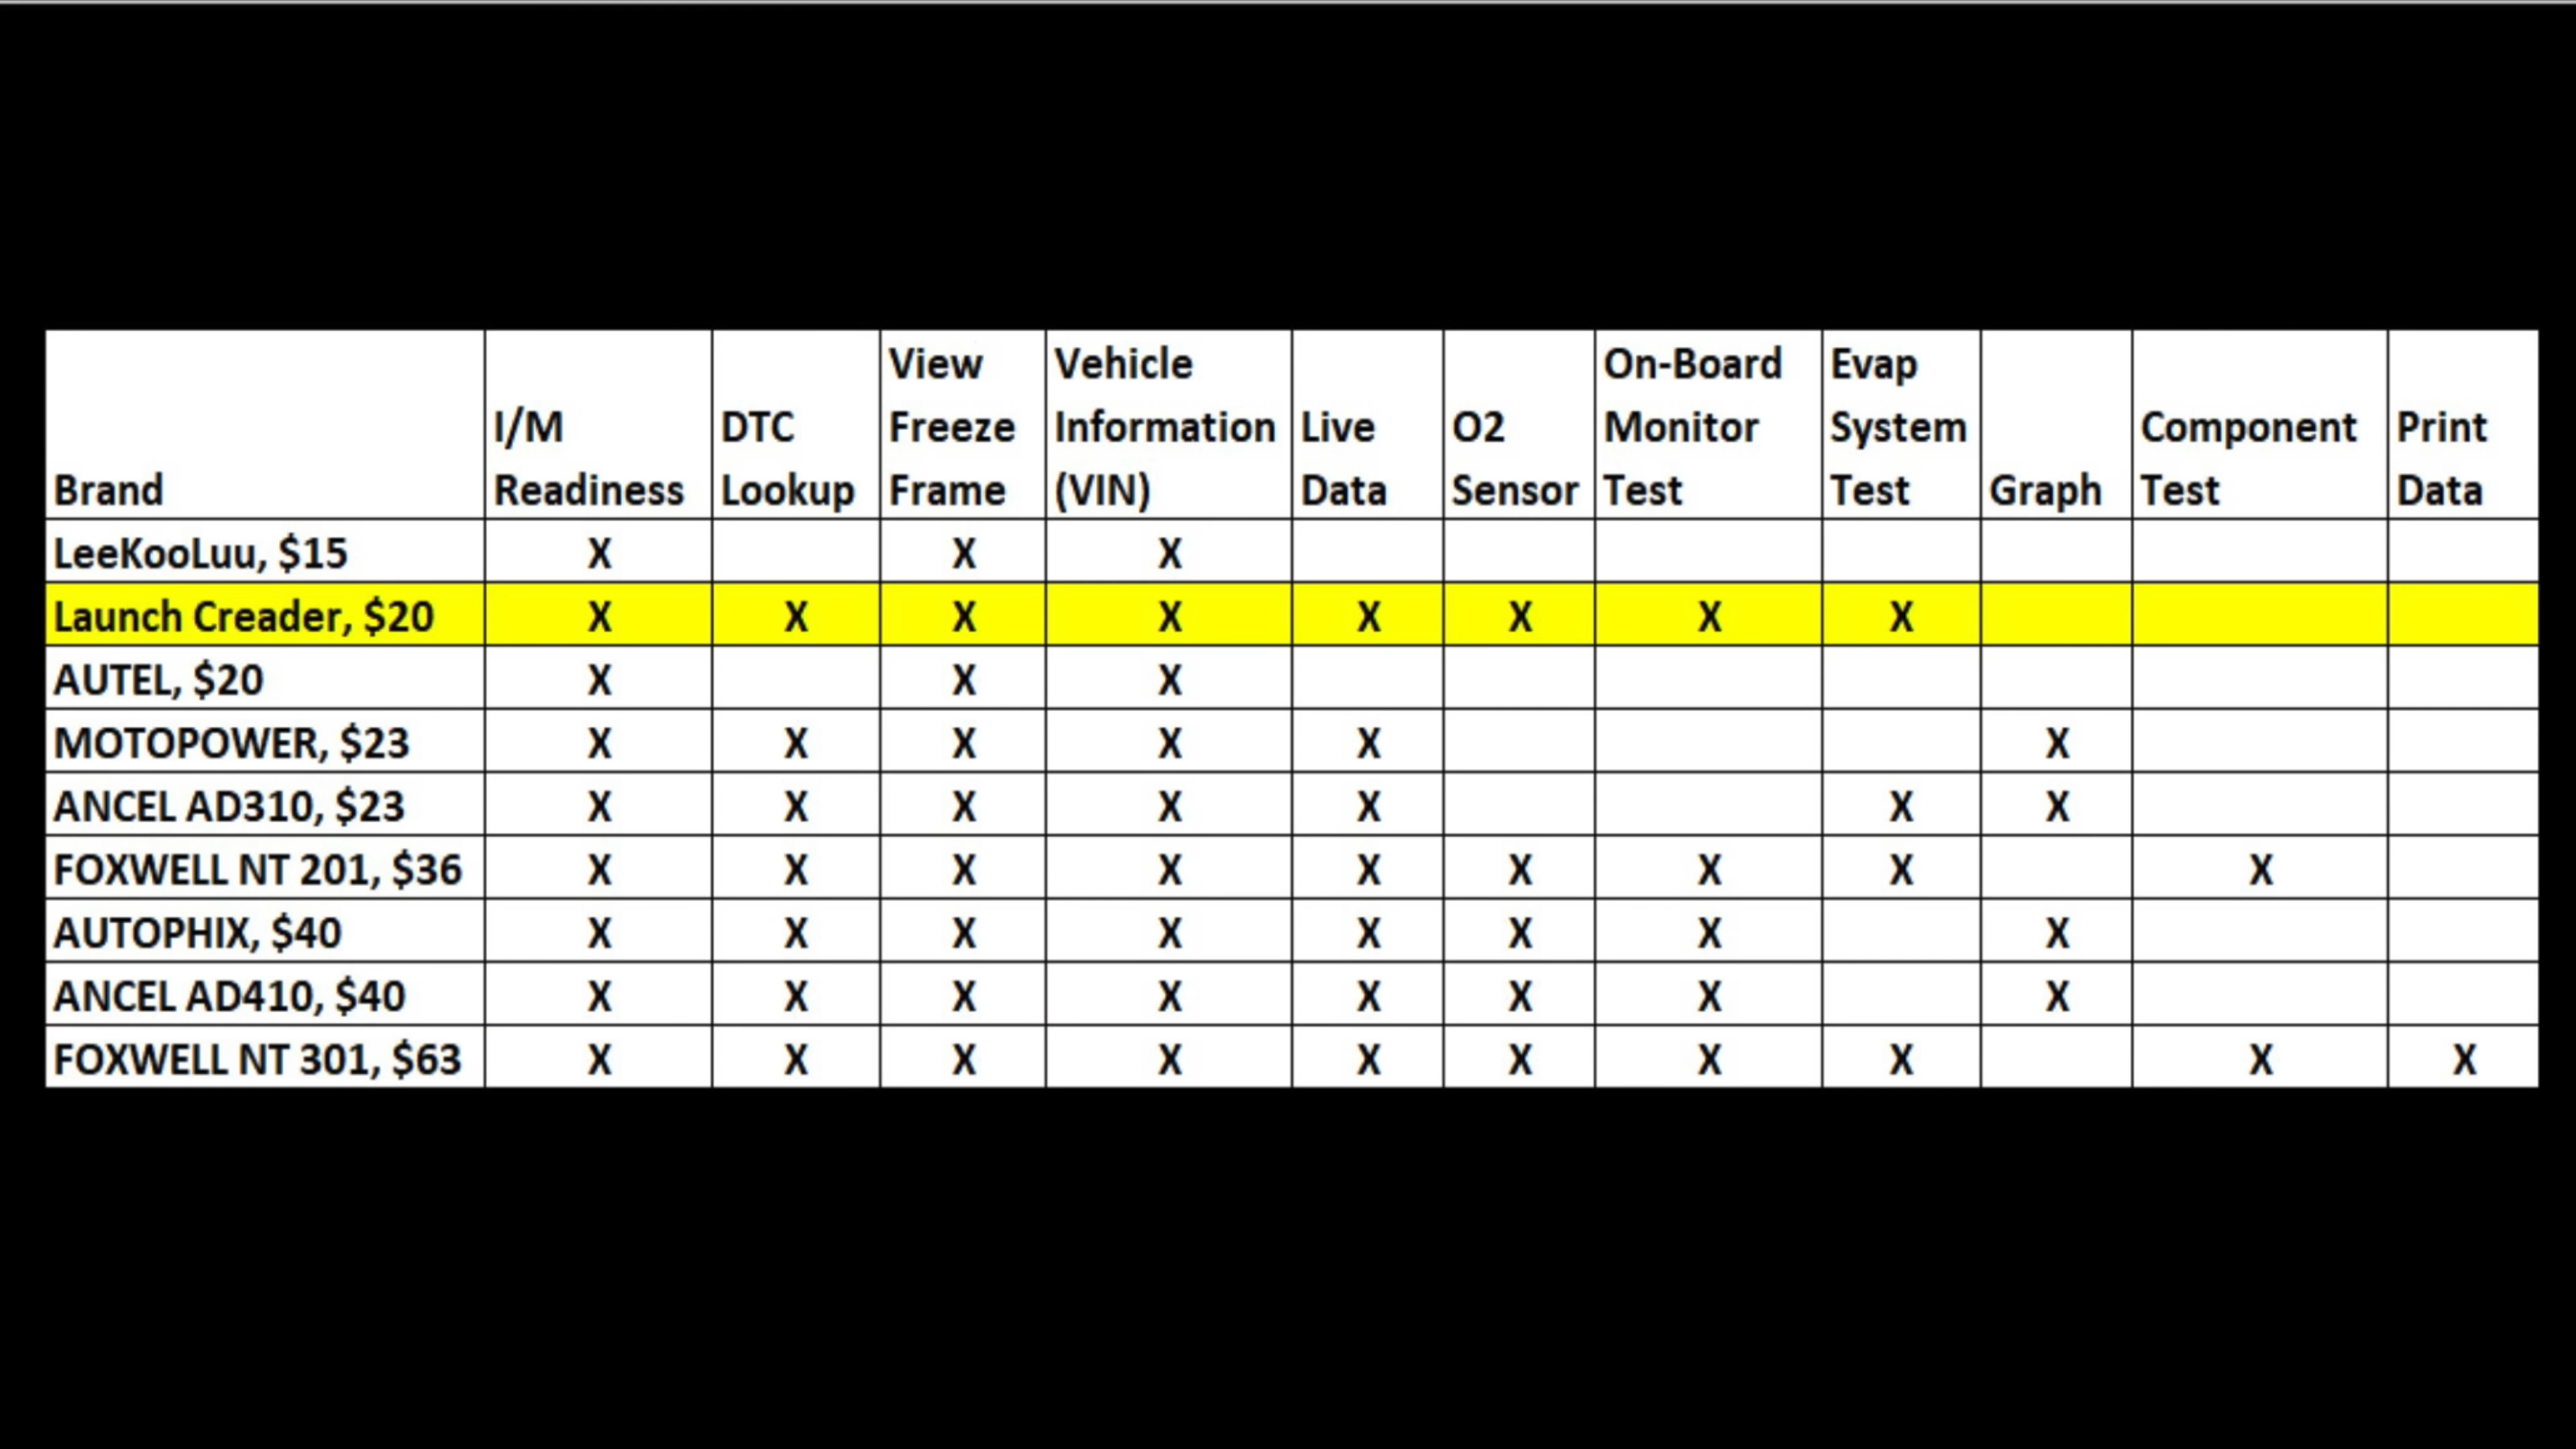 Brand I/M Readiness DTC Lookup View Freeze Frame Vehicle Information (VIN) Live Data O2 Sensor On-Board Monitor Test Evap System Test Graph Component Test Print Data
LeeKooLuu, $15 X X X
Launch Creader, $20 X X X X X X X X
AUTEL, $20 X X X
MOTOPOWER, $23 X X X X X X
ANCEL AD310, $23 X X X X X X X
FOXWELL NT 201, $36 X X X X X X X X X
AUTOPHIX, $40 X X X X X X X X
ANCEL AD410, $40 X X X X X X X X
FOXWELL NT 301, $63 X X X X X X X X X X